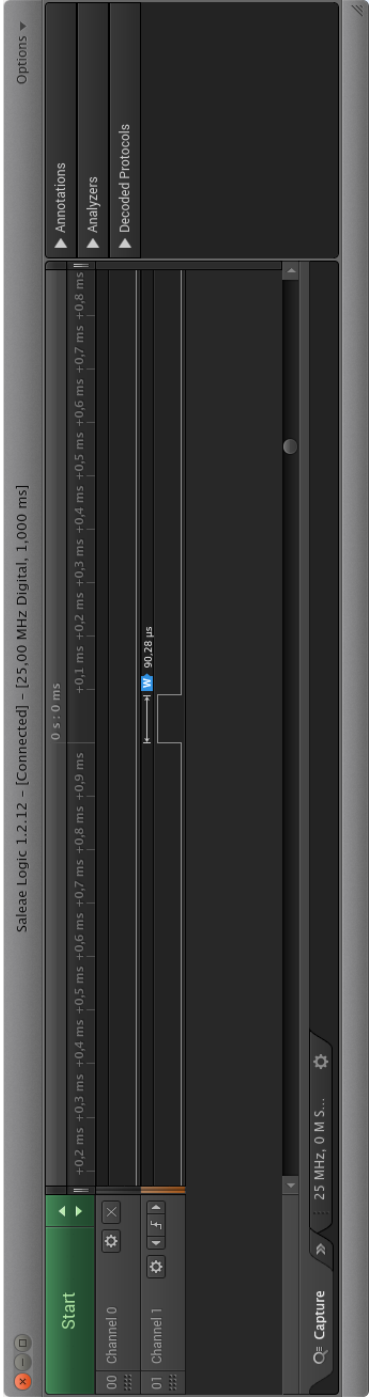 Saleae Logic 1.2.12 – [Connected] – [25,00 MHz Digital, 1,000 ms]
Options
Start
0 s : 0 ms
+0,2 ms +0,3 ms +0,4 ms +0,5 ms +0,6 ms +0,7 ms +0,8 ms +0,9 ms +0,1 ms +0,2 ms +0,3 ms +0,4 ms +0,5 ms +0,6 ms +0,7 ms +0,8 ms
Annotations
Analyzers
Decoded Protocols
00 Channel 0
01 Channel 1
W 90.28 µs
Capture
25 MHz, 0 M S...